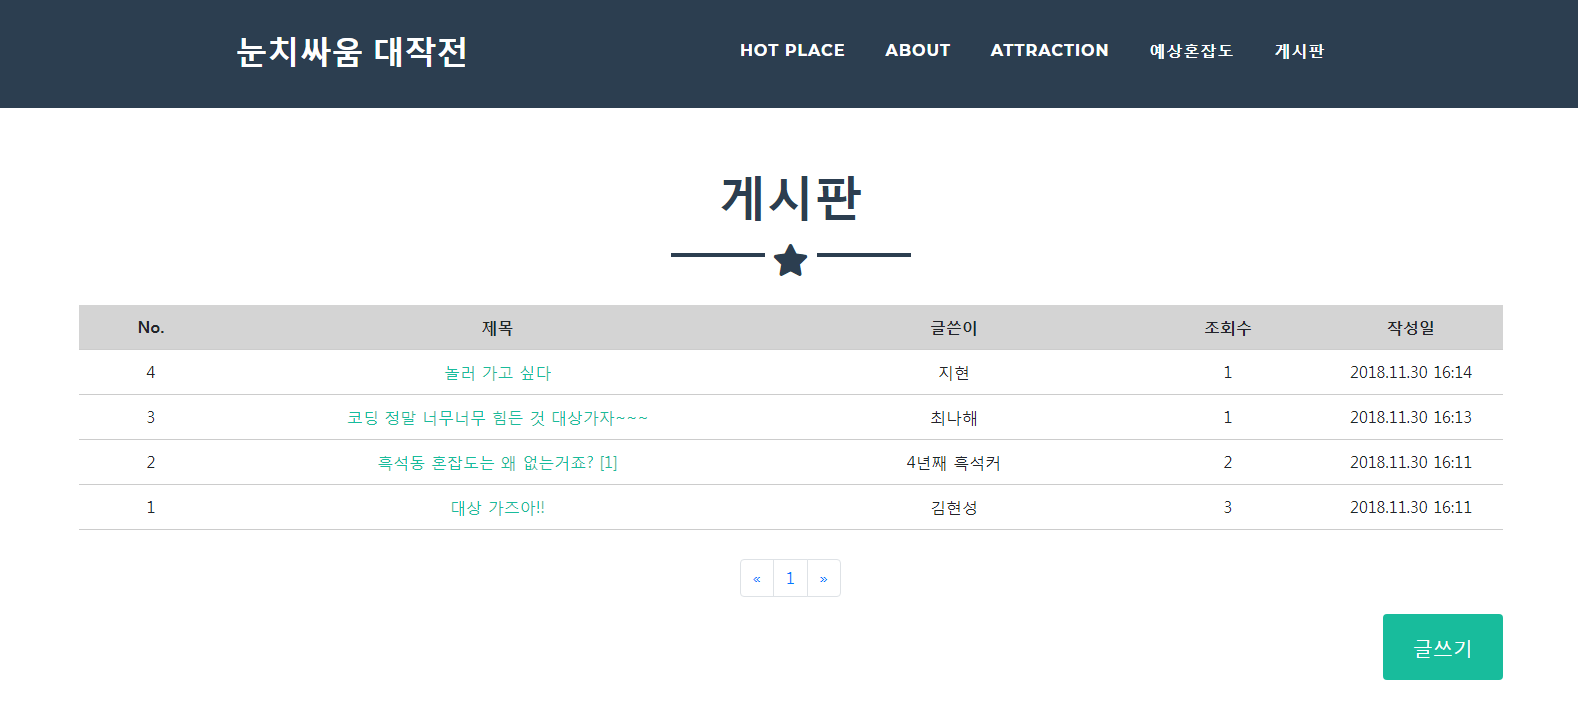 눈치싸움 대작전 HOT PLACE ABOUT ATTRACTION 예상혼잡도 게시판
게시판
No. 제목 글쓴이 조회수 작성일
4 놀러 가고 싶다 지현 1 2018.11.30 16:14
3 코딩 정말 너무너무 힘든 것 대상가자~~~ 최나해 1 2018.11.30 16:13
2 흑석동 혼잡도는 왜 없는거죠? [1] 4년째 흑석커 2 2018.11.30 16:11
1 대상 가즈아!! 김현성 3 2018.11.30 16:11
« 1 »
글쓰기